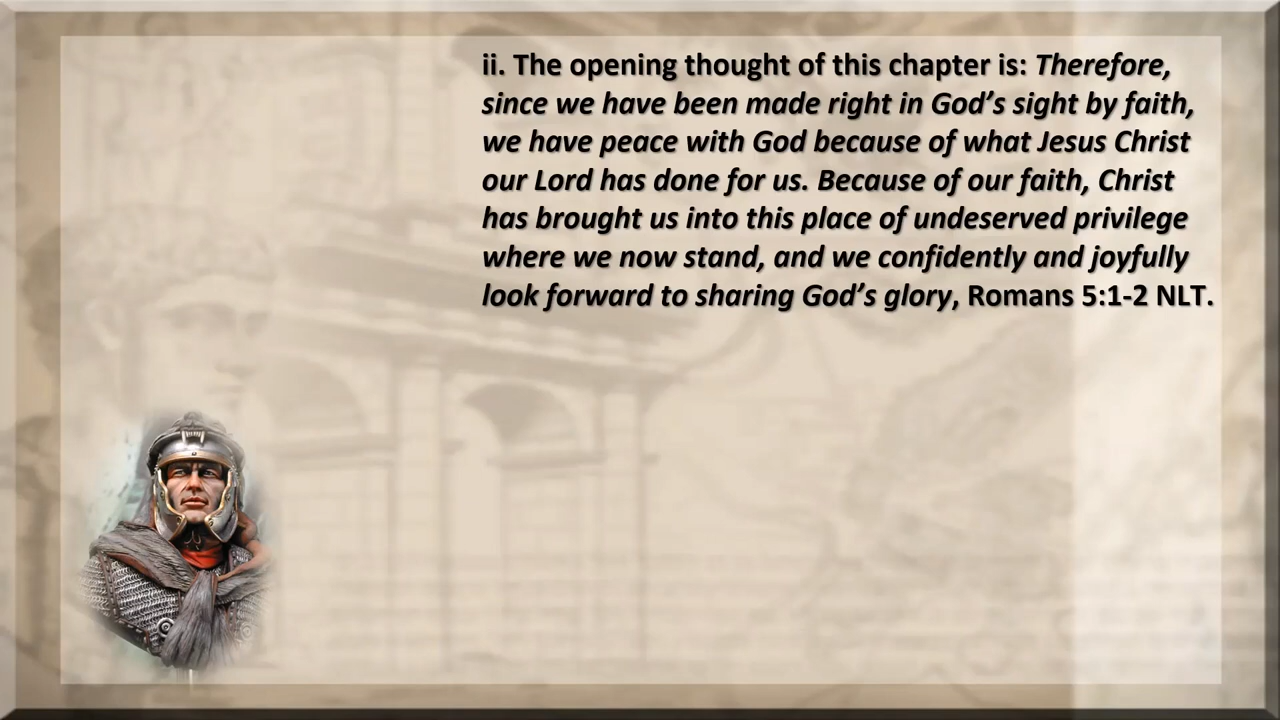 ii. The opening thought of this chapter is: Therefore,
since we have been made right in God’s sight by faith,
we have peace with God because of what Jesus Christ
our Lord has done for us. Because of our faith, Christ
has brought us into this place of undeserved privilege
where we now stand, and we confidently and joyfully
look forward to sharing God’s glory, Romans 5:1-2 NLT.